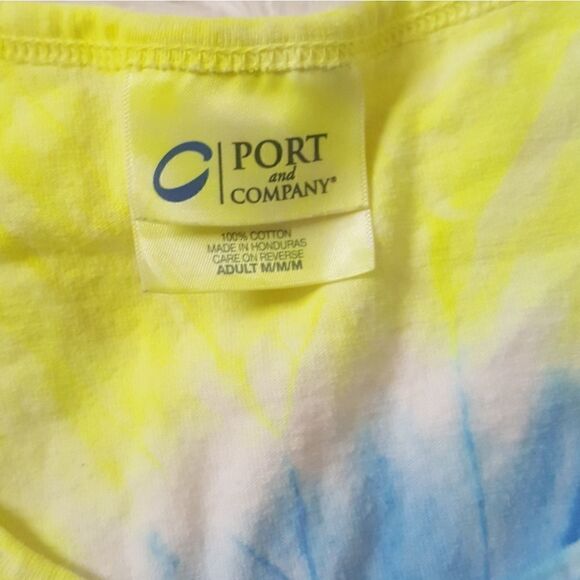 PORT
and
COMPANY®
100% COTTON
MADE IN HONDURAS
CARE ON REVERSE
ADULT M/M/M